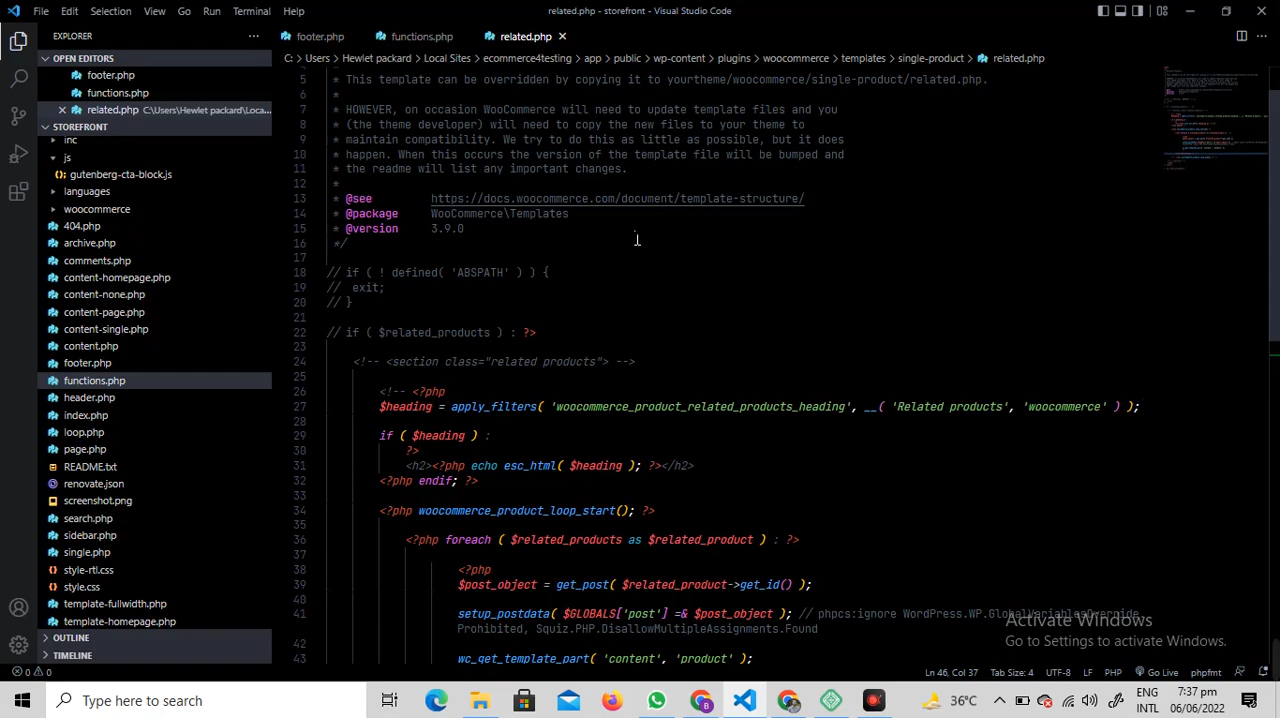 File Edit Selection View Go Run Terminal Help
related.php - storefront - Visual Studio Code
EXPLORER
footer.php functions.php related.php
OPEN EDITORS
footer.php
functions.php
related.php C:\Users\Hewlet packard\Loca...
STOREFRONT
inc
js
gutenberg-cta-block.js
languages
woocommerce
404.php
archive.php
comments.php
content-homepage.php
content-none.php
content-page.php
content-single.php
content.php
footer.php
functions.php
header.php
index.php
loop.php
page.php
README.txt
renovate.json
screenshot.png
search.php
sidebar.php
single.php
style-rtl.css
style.css
template-fullwidth.php
template-homepage.php
OUTLINE
TIMELINE
C: > Users > Hewlet packard > Local Sites > ecommerce4testing > app > public > wp-content > plugins > woocommerce > templates > single-product > related.php
5 * This template can be overridden by copying it to yourtheme/woocommerce/single-product/related.php.
6 *
7 * HOWEVER, on occasion WooCommerce will need to update template files and you
8 * (the theme developer) will need to copy the new files to your theme to
9 * maintain compatibility. We try to do this as little as possible, but it does
10 * happen. When this occurs the version of the template file will be bumped and
11 * the readme will list any important changes.
12 *
13 * @see https://docs.woocommerce.com/document/template-structure/
14 * @package WooCommerce\Templates
15 * @version 3.9.0
16 */
17
18 // if ( ! defined( 'ABSPATH' ) ) {
19 // exit;
20 // }
21
22 // if ( $related_products ) : ?>
23
24 <!-- <section class="related products"> -->
25
26 <!-- <?php
27 $heading = apply_filters( 'woocommerce_product_related_products_heading', __( 'Related products', 'woocommerce' ) );
28
29 if ( $heading ) :
30 ?>
31 <h2><?php echo esc_html( $heading ); ?></h2>
32 <?php endif; ?>
33
34 <?php woocommerce_product_loop_start(); ?>
35
36 <?php foreach ( $related_products as $related_product ) : ?>
37
38 <?php
39 $post_object = get_post( $related_product->get_id() );
40
41 setup_postdata( $GLOBALS['post'] =& $post_object ); // phpcs:ignore WordPress.WP.GlobalVariablesOverride.
Prohibited, Squiz.PHP.DisallowMultipleAssignments.Found
42
43 wc_get_template_part( 'content', 'product' );
Activate Windows
Go to Settings to activate Windows.
0 0
Ln 46, Col 37 Tab Size: 4 UTF-8 LF PHP Go Live phpfmt
Type here to search
36°C
ENG
INTL
7:37 pm
06/06/2022